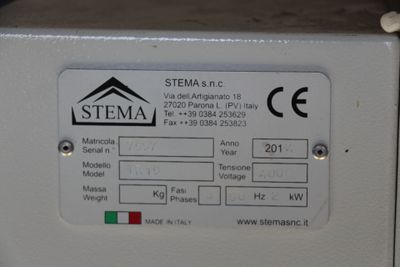 STEMA
STEMA s.n.c.
Via dell'Artigianato 18
27020 Parona L. (PV) Italy
Tel. ++39 0384 253629
Fax ++39 0384 253823
CE
Matricola
Serial n.°
Anno
Year
201
Modello
Model
Tensione
Voltage
Massa
Weight
Kg
Fasi
Phases
Hz
kW
MADE IN ITALY
www.stemasnc.it